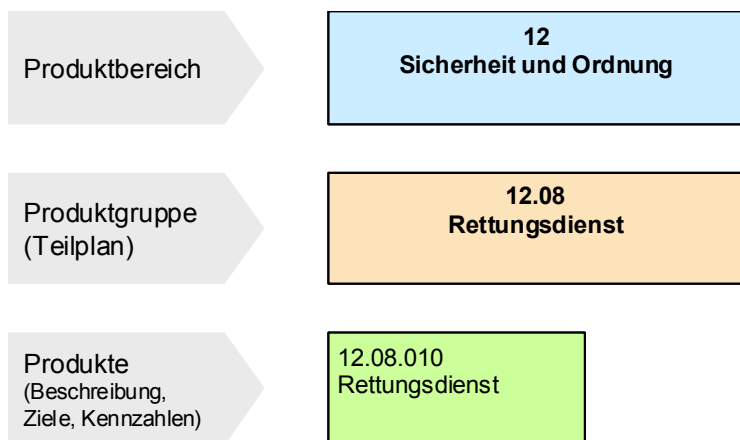 Produktbereich
12
Sicherheit und Ordnung
Produktgruppe
(Teilplan)
12.08
Rettungsdienst
Produkte
(Beschreibung,
Ziele, Kennzahlen)
12.08.010
Rettungsdienst